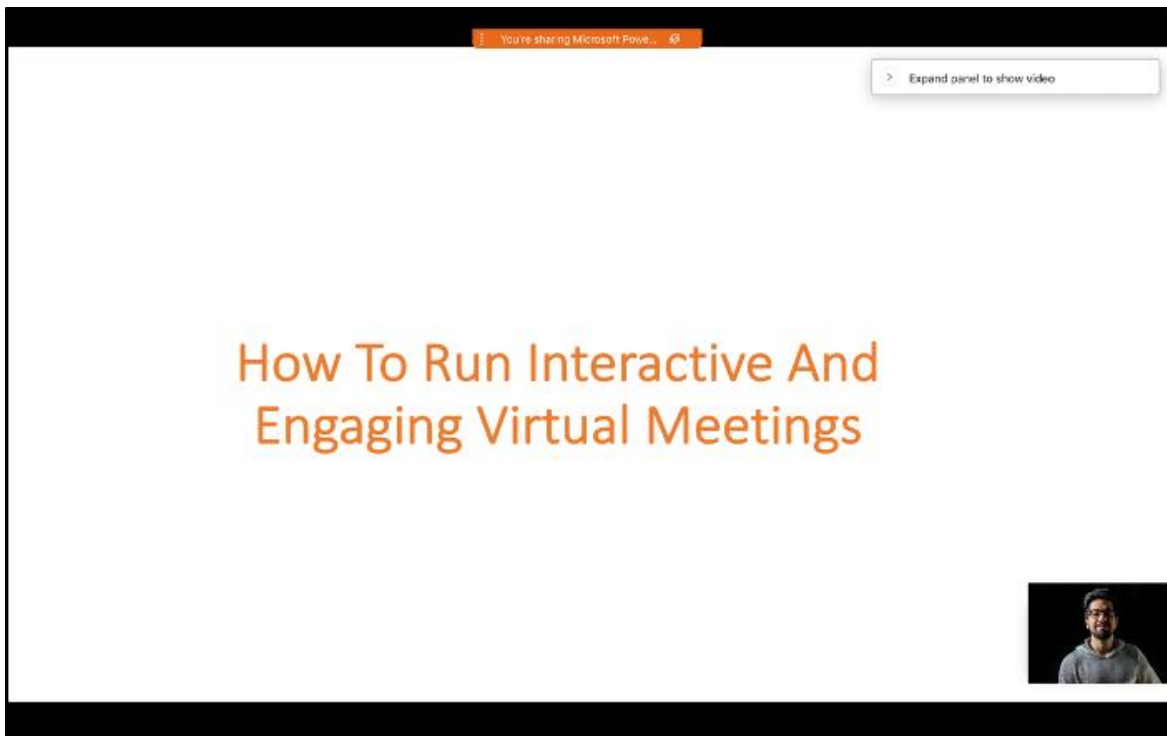 You're sharing Microsoft Powe...
Expand panel to show video
How To Run Interactive And
Engaging Virtual Meetings